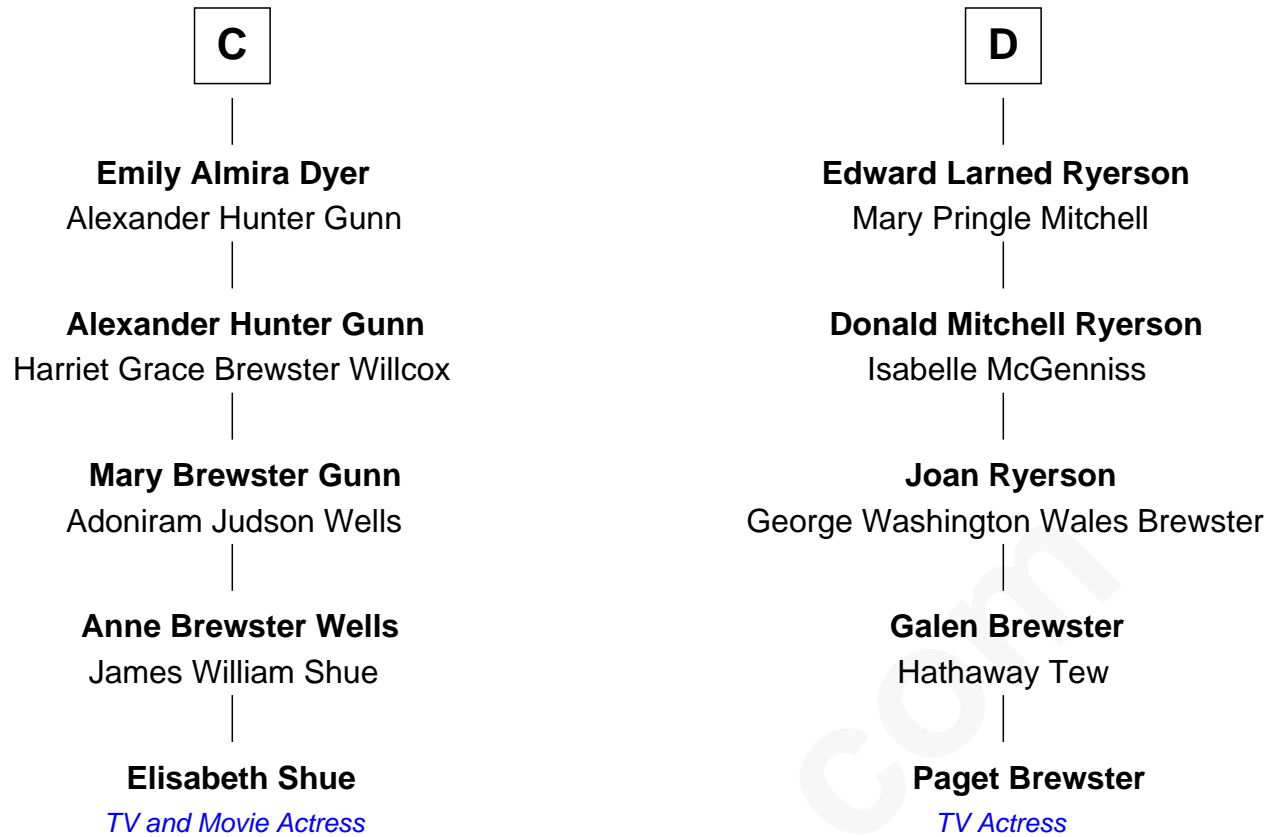 C
Emily Almira Dyer
Alexander Hunter Gunn
Alexander Hunter Gunn
Harriet Grace Brewster Willcox
Mary Brewster Gunn
Adoniram Judson Wells
Anne Brewster Wells
James William Shue
Elisabeth Shue
TV and Movie Actress
D
Edward Larned Ryerson
Mary Pringle Mitchell
Donald Mitchell Ryerson
Isabelle McGenniss
Joan Ryerson
George Washington Wales Brewster
Galen Brewster
Hathaway Tew
Paget Brewster
TV Actress
com